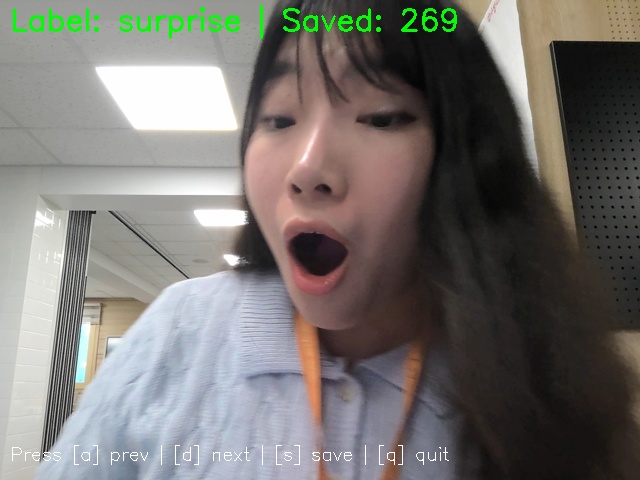 Label: surprise | Saved: 269
Press [a] prev | [d] next | [s] save | [q] quit